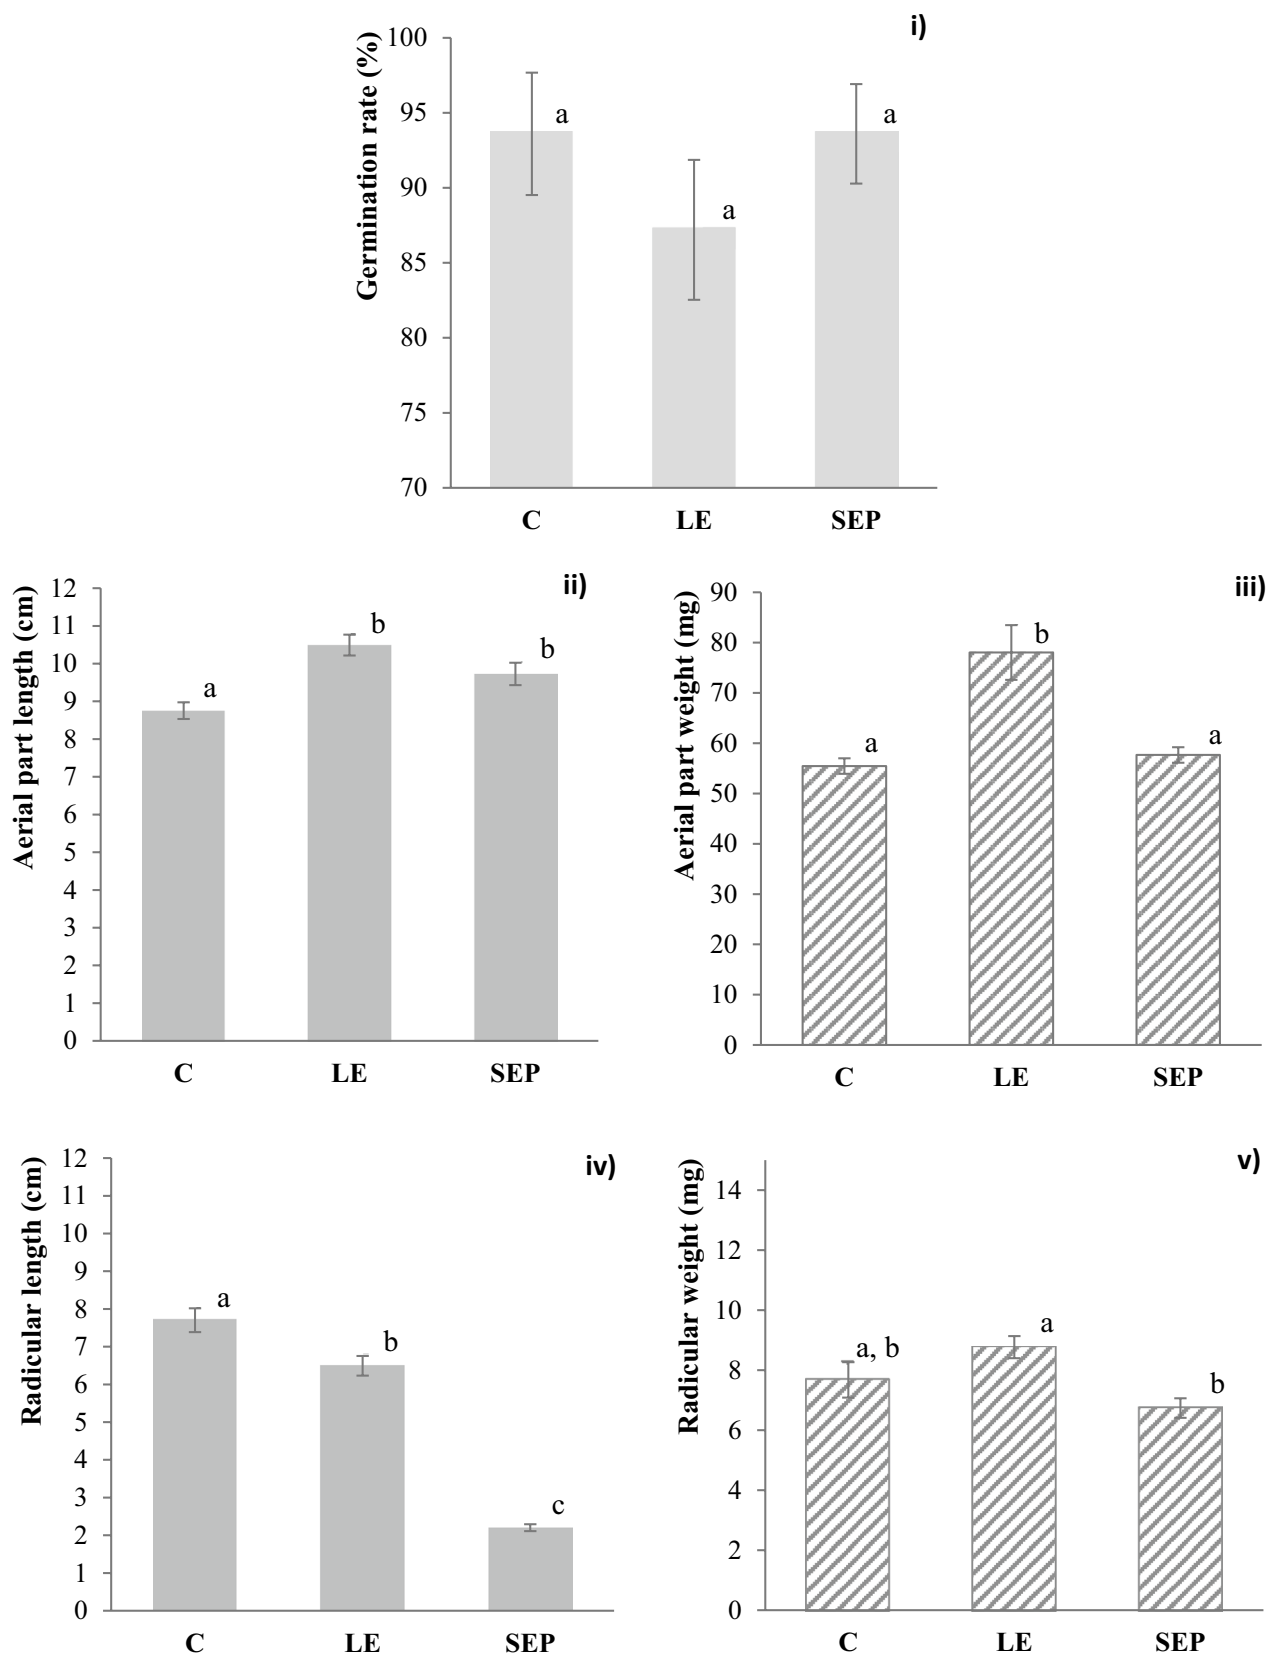 i)
Germination rate (%)
100
95
90
85
80
75
70
a
a
a
C LE SEP
ii)
Aerial part length (cm)
12
11
10
9
8
7
6
5
4
3
2
1
0
a
b
b
C LE SEP
iii)
Aerial part weight (mg)
90
80
70
60
50
40
30
20
10
0
a
b
a
C LE SEP
iv)
Radicular length (cm)
12
11
10
9
8
7
6
5
4
3
2
1
0
a
b
c
C LE SEP
v)
Radicular weight (mg)
14
12
10
8
6
4
2
0
a, b
a
b
C LE SEP